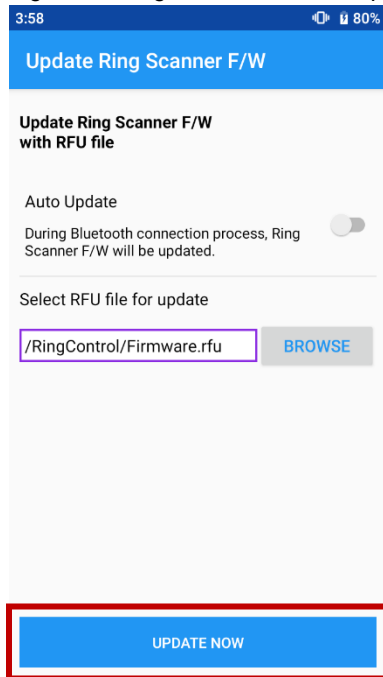 3:58
80%
Update Ring Scanner F/W
Update Ring Scanner F/W
with RFU file
Auto Update
During Bluetooth connection process, Ring
Scanner F/W will be updated.
Select RFU file for update
/RingControl/Firmware.rfu
BROWSE
UPDATE NOW